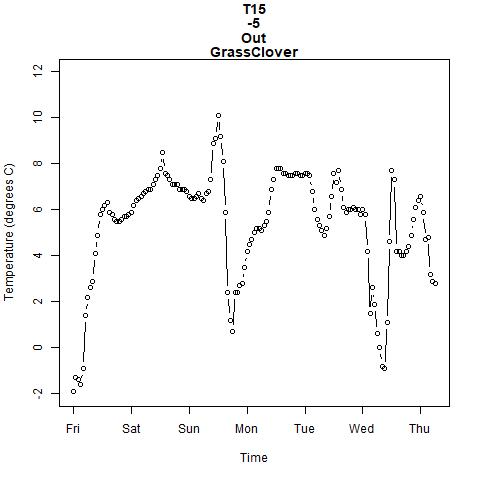 T15
-5
Out
GrassClover
12
10
8
6
4
2
0
-2
Temperature (degrees C)
Fri Sat Sun Mon Tue Wed Thu
Time